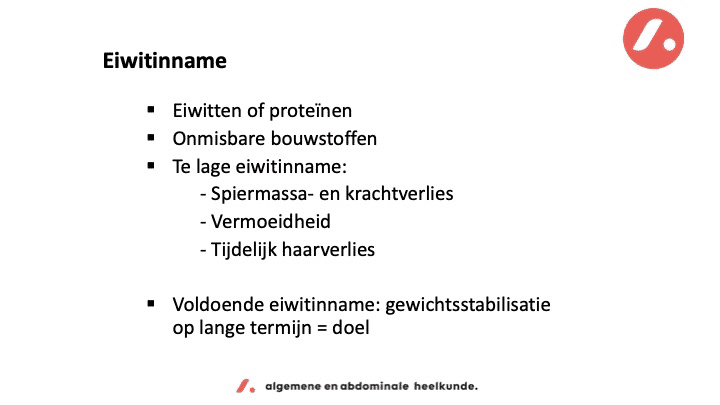 Eiwitinname
▪ Eiwitten of proteïnen
▪ Onmisbare bouwstoffen
▪ Te lage eiwitinname:
- Spiermassa- en krachtverlies
- Vermoeidheid
- Tijdelijk haarverlies
▪ Voldoende eiwitinname: gewichtsstabilisatie
op lange termijn = doel
algemene en abdominale heelkunde.